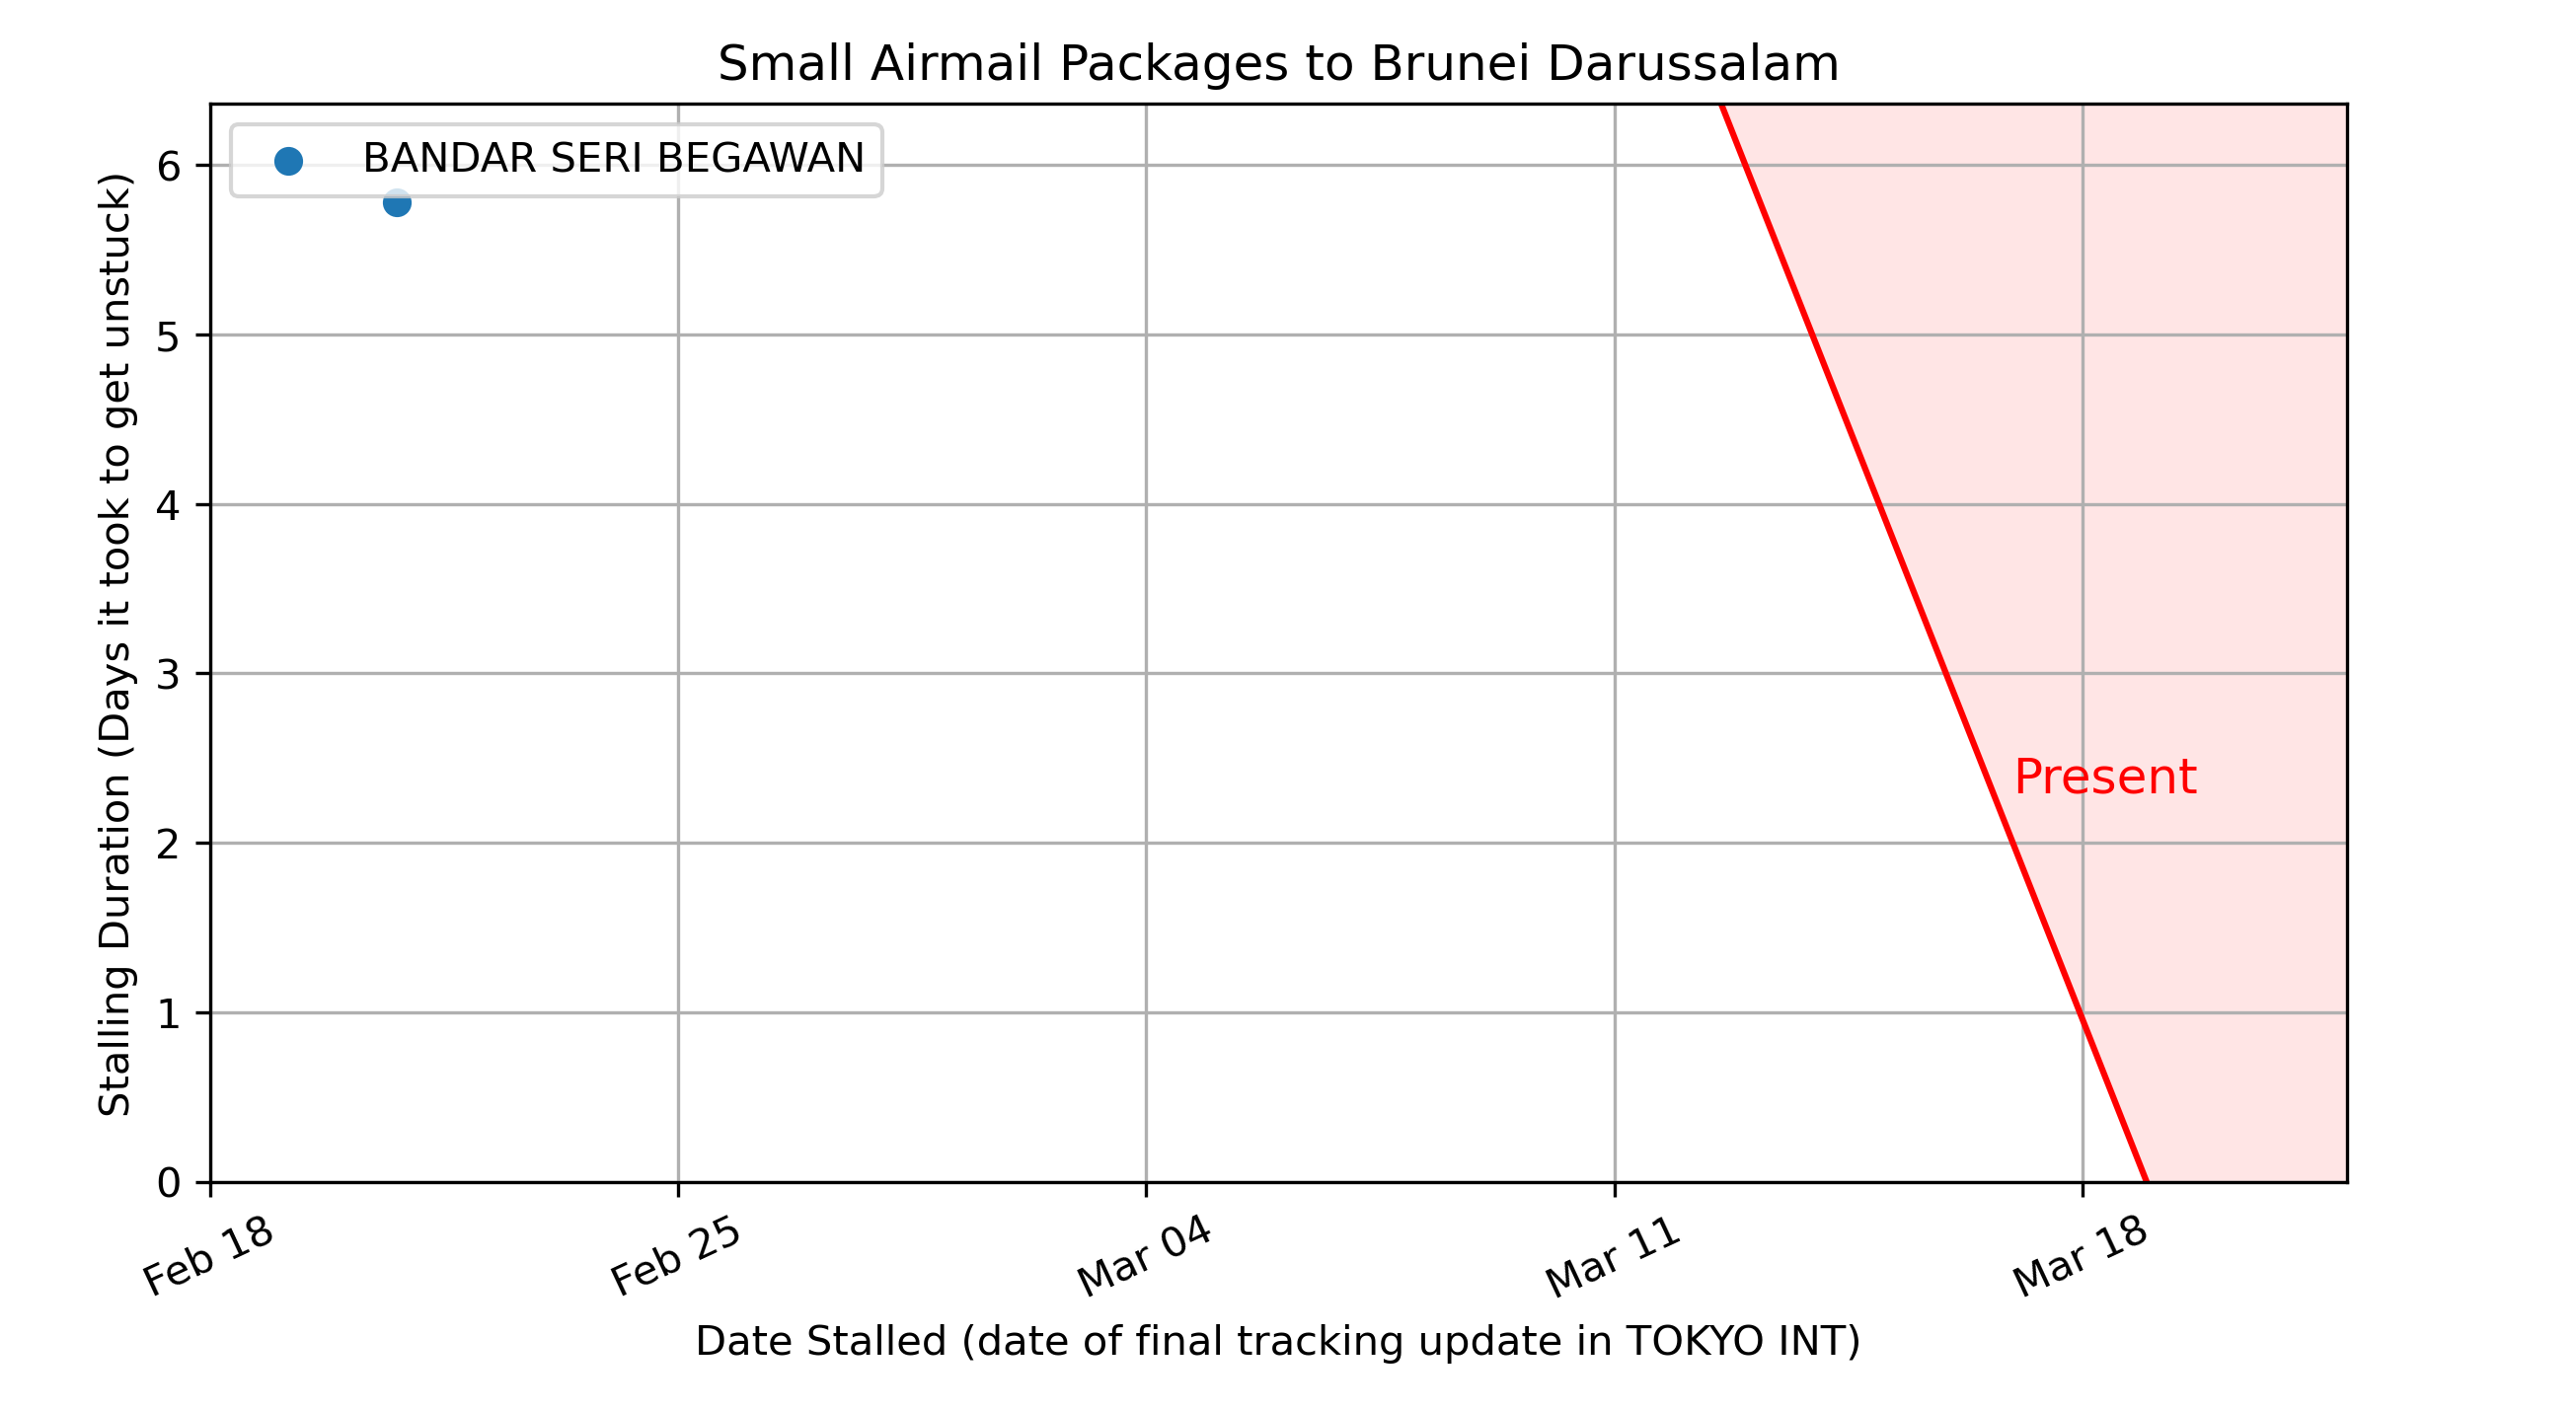 Small Airmail Packages to Brunei Darussalam
BANDAR SERI BEGAWAN
Stalling Duration (Days it took to get unstuck)
6
5
4
3
2
1
0
Present
Feb 18
Feb 25
Mar 04
Mar 11
Mar 18
Date Stalled (date of final tracking update in TOKYO INT)